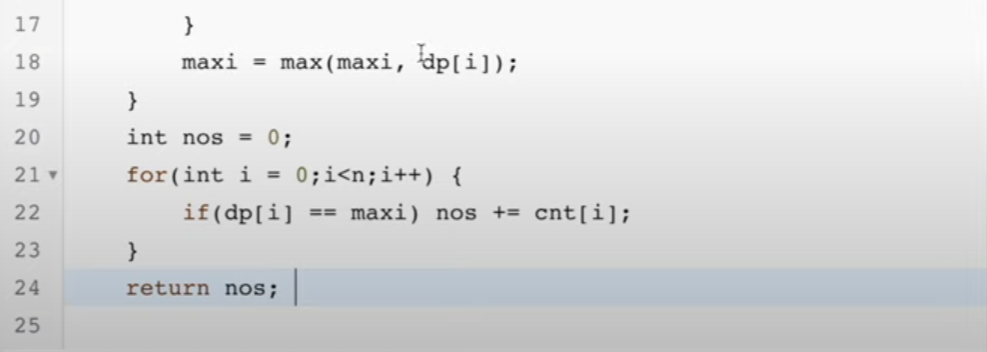 17 }
18 maxi = max(maxi, dp[i]);
19 }
20 int nos = 0;
21 for(int i = 0;i<n;i++) {
22 if(dp[i] == maxi) nos += cnt[i];
23 }
24 return nos;
25